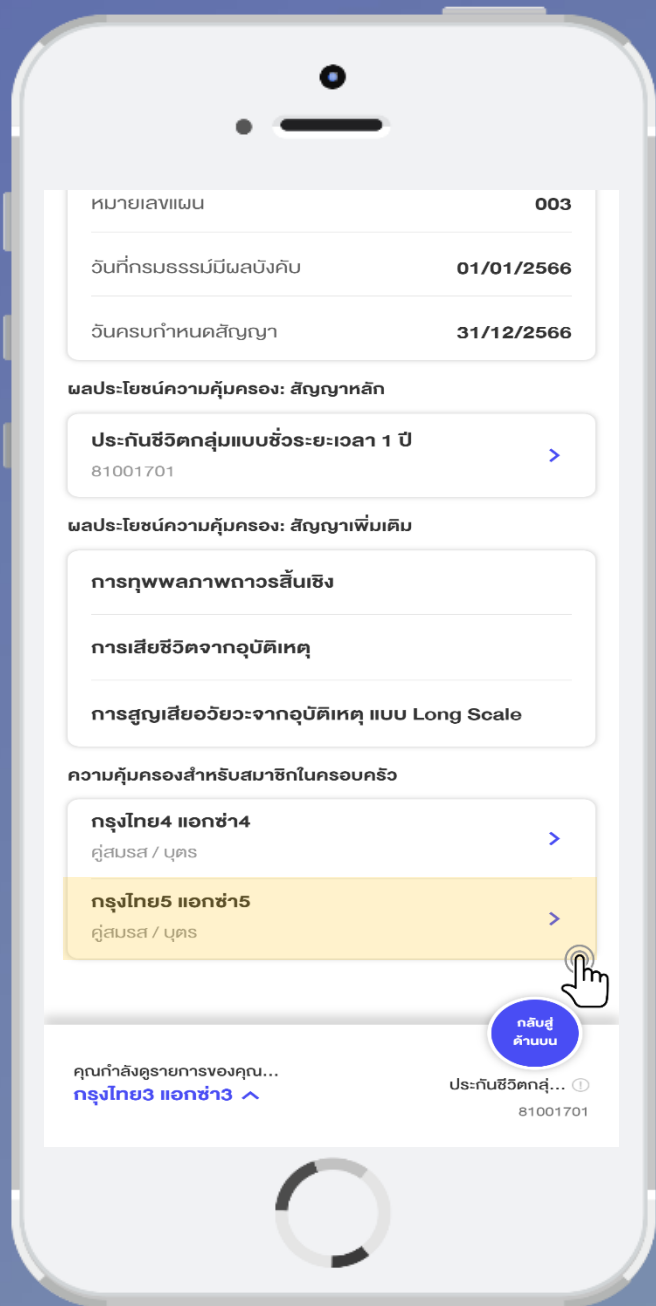 หมายเลขแผน 003
วันที่กรมธรรม์มีผลบังคับ 01/01/2566
วันครบกำหนดสัญญา 31/12/2566
ผลประโยชน์ความคุ้มครอง: สัญญาหลัก
ประกันชีวิตกลุ่มแบบชั่วระยะเวลา 1 ปี
81001701
ผลประโยชน์ความคุ้มครอง: สัญญาเพิ่มเติม
การทุพพลภาพถาวรสิ้นเชิง
การเสียชีวิตจากอุบัติเหตุ
การสูญเสียอวัยวะจากอุบัติเหตุ แบบ Long Scale
ความคุ้มครองสำหรับสมาชิกในครอบครัว
กรุงไทย4 แอกซ่า4
คู่สมรส / บุตร
กรุงไทย5 แอกซ่า5
คู่สมรส / บุตร
กลับสู่
ด้านบน
คุณกำลังดูรายการของคุณ...
กรุงไทย3 แอกซ่า3
ประกันชีวิตกลุ่...
81001701